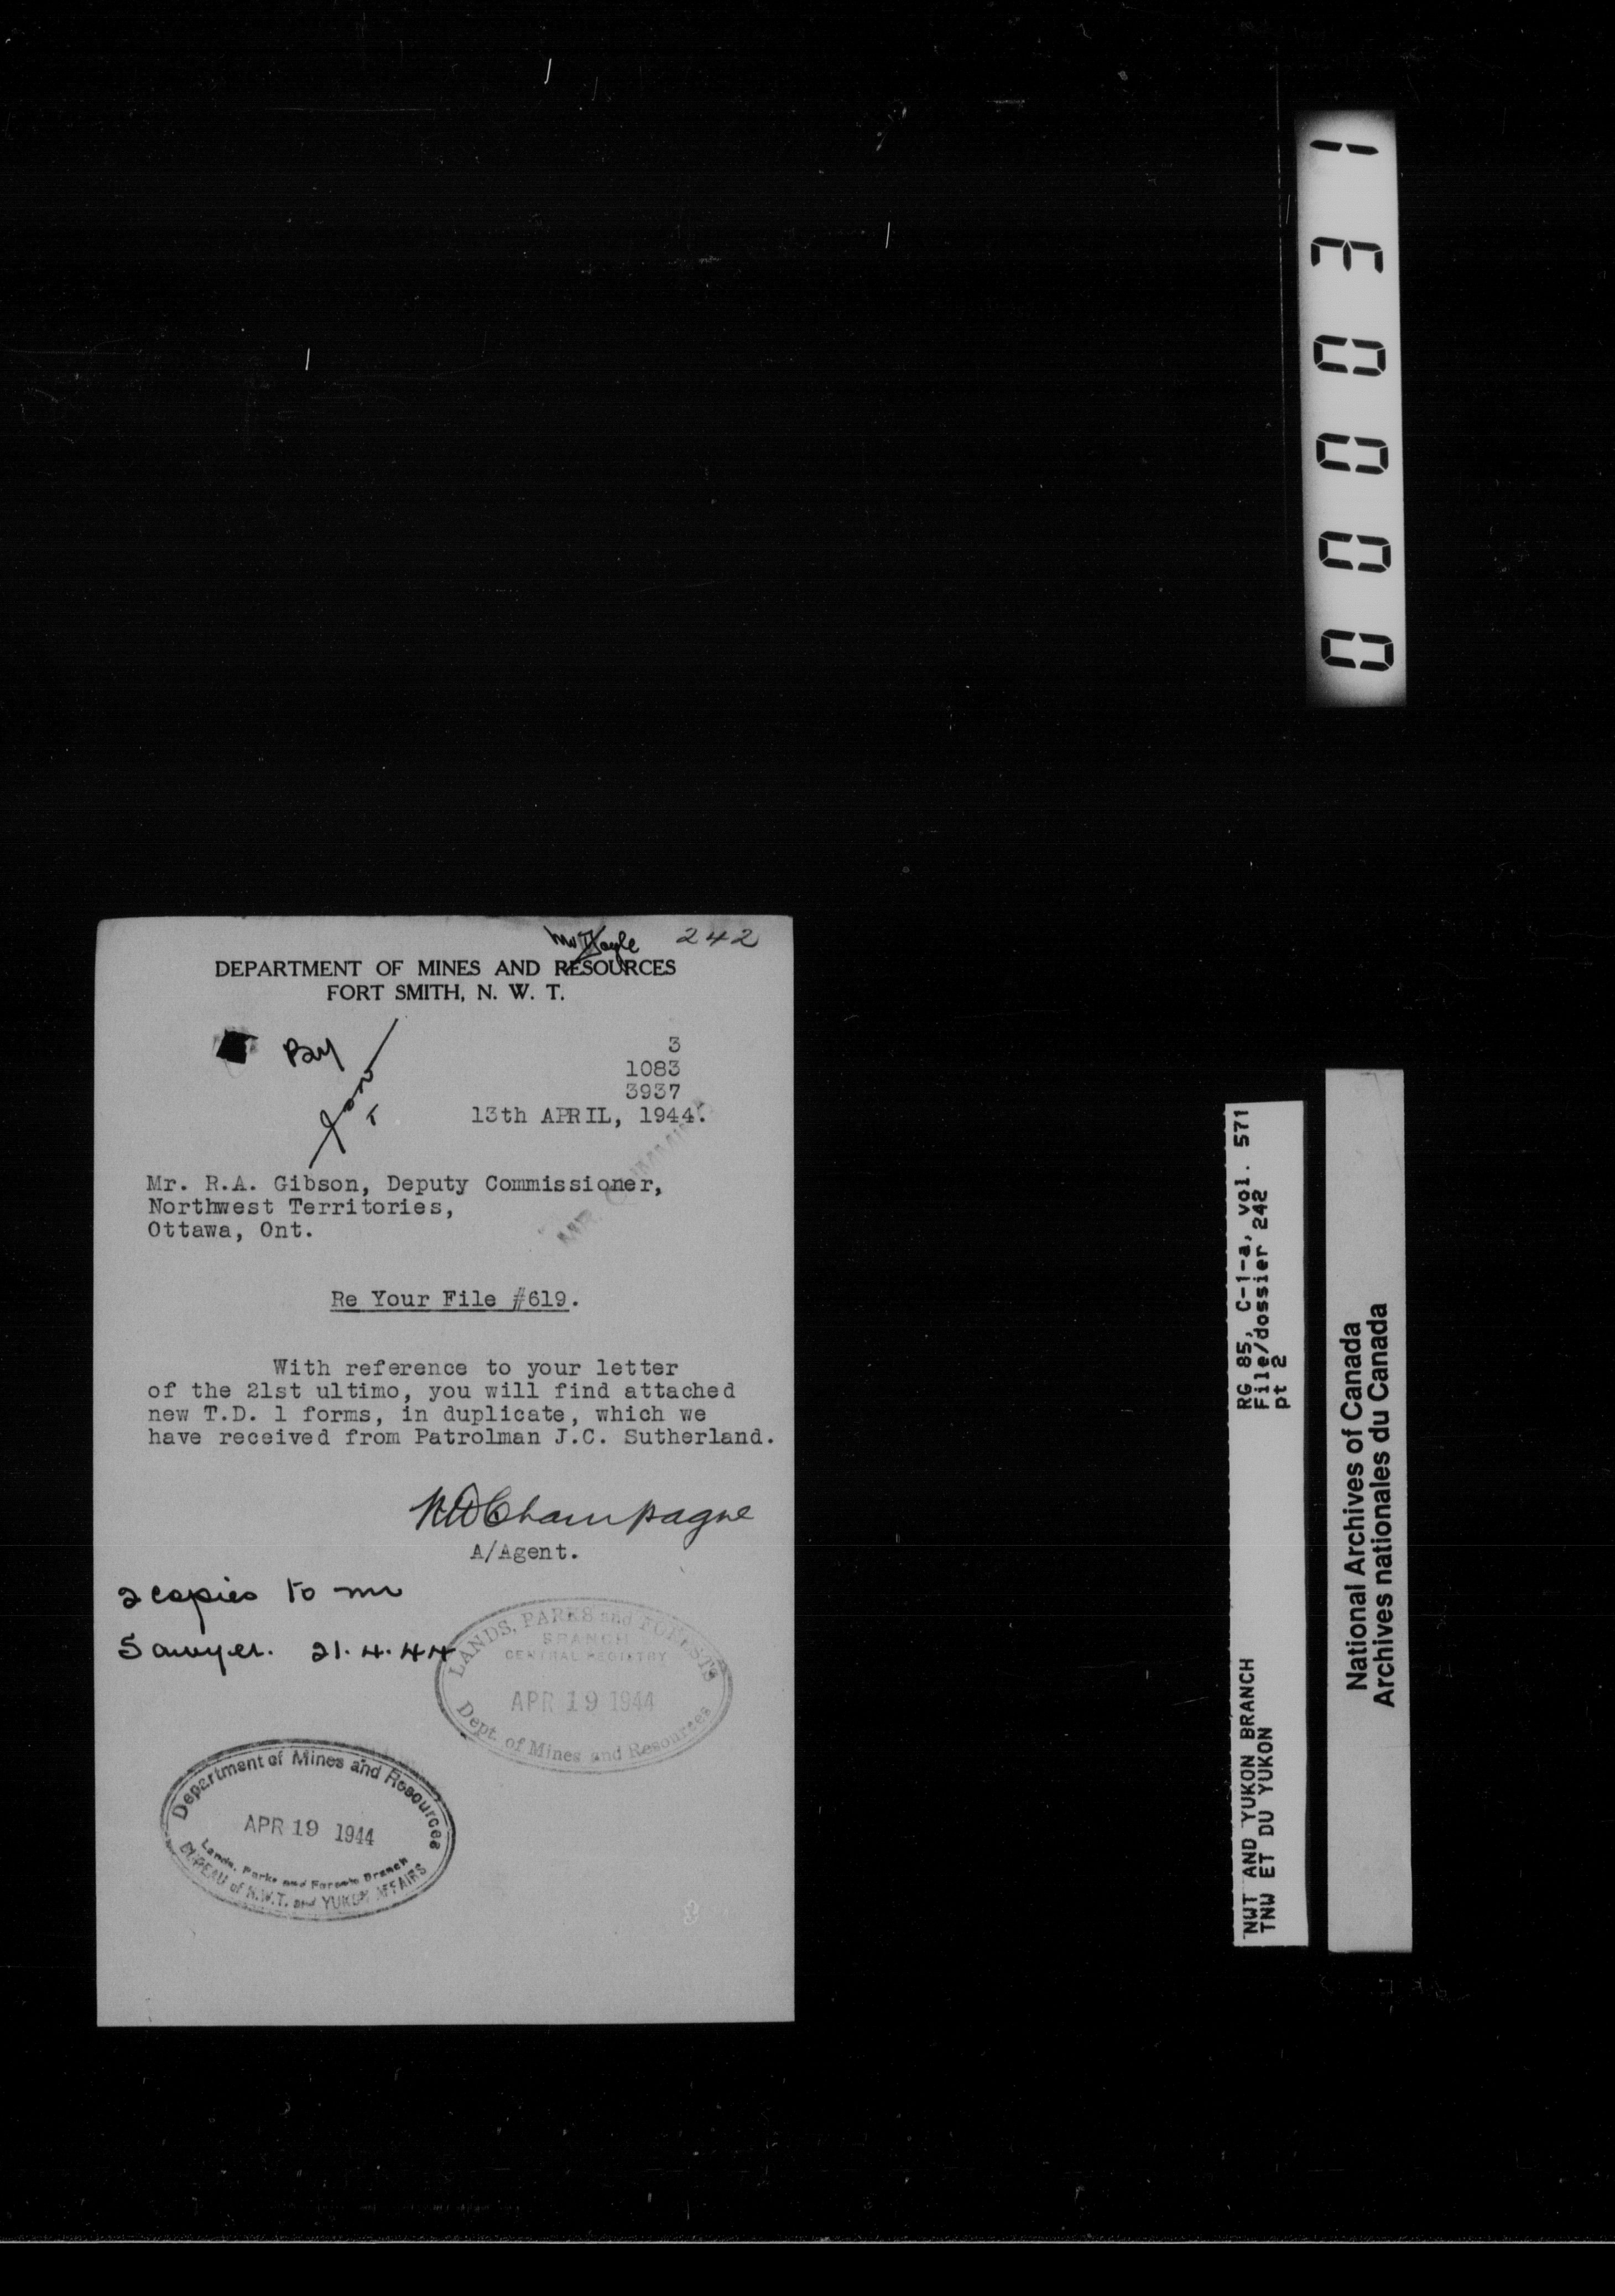 242
DEPARTMENT OF MINES AND RESOURCES
FORT SMITH, N. W. T.
Pay
3
1083
3937
13th APRIL, 1944.
Mr. R.A. Gibson, Deputy Commissioner,
Northwest Territories,
Ottawa, Ont.
Re Your File #619.
With reference to your letter
of the 21st ultimo, you will find attached
new T.D. 1 forms, in duplicate, which we
have received from Patrolman J.C. Sutherland.
Champagne
A/Agent.
2 copies to mr
Sawyer. 21.4.44
LANDS, PARKS and FORESTS
BRANCH
CENTRAL REGISTRY
APR 19 1944
Dept. of Mines and Resources
Department of Mines and Resources
APR 19 1944
Lands, Parks and Forests Branch
BUREAU of N.W.T. and YUKON AFFAIRS
000031
RG 85, C-1-a, vol. 571
File/dossier 242
pt 2
NWT AND YUKON BRANCH
TNW ET DU YUKON
National Archives of Canada
Archives nationales du Canada